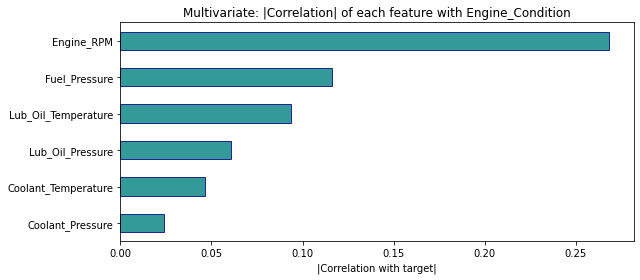 Multivariate: |Correlation| of each feature with Engine_Condition
Engine_RPM
Fuel_Pressure
Lub_Oil_Temperature
Lub_Oil_Pressure
Coolant_Temperature
Coolant_Pressure
0.00 0.05 0.10 0.15 0.20 0.25
|Correlation with target|